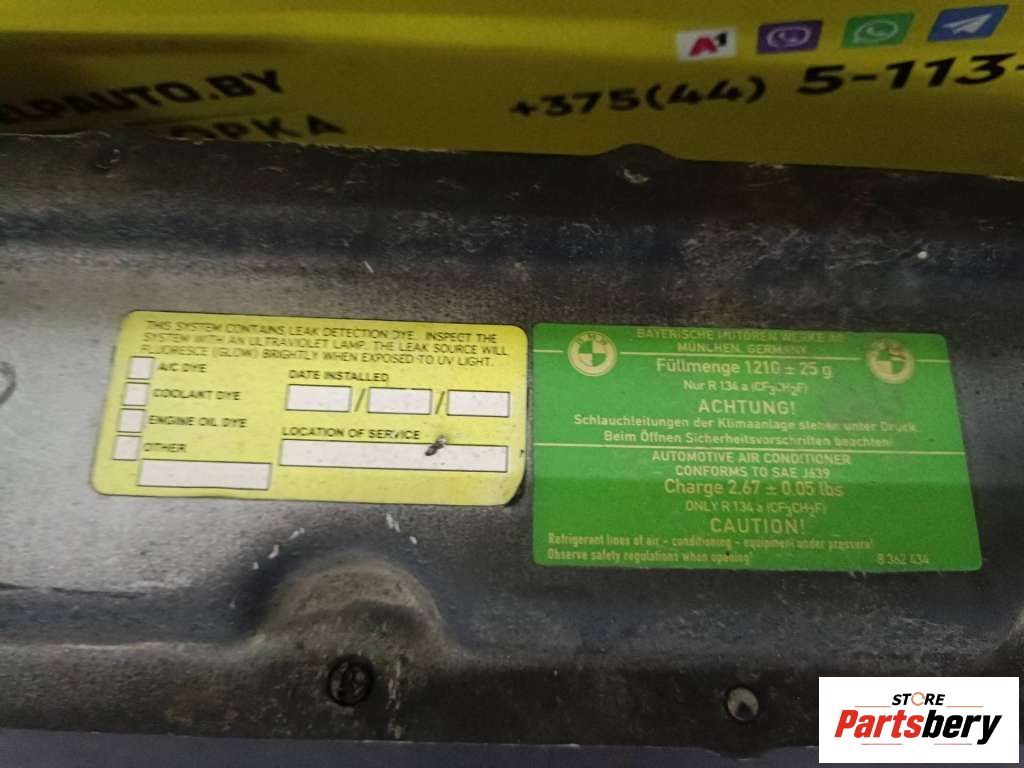 A1
LPAUTO.BY
+375(44) 5-113-
ОРКА
THIS SYSTEM CONTAINS LEAK DETECTION DYE. INSPECT THE
SYSTEM WITH AN ULTRAVIOLET LAMP. THE LEAK SOURCE WILL
FLUORESCE (GLOW) BRIGHTLY WHEN EXPOSED TO UV LIGHT.
A/C DYE
COOLANT DYE
ENGINE OIL DYE
OTHER
DATE INSTALLED
/ /
LOCATION OF SERVICE
BMW
BAYERISCHE MOTOREN WERKE AG
MÜNCHEN, GERMANY
Füllmenge 1210 ± 25 g
Nur R 134 a (CF3CH2F)
ACHTUNG!
Schlauchleitungen der Klimaanlage stehen unter Druck.
Beim Öffnen Sicherheitsvorschriften beachten!
AUTOMOTIVE AIR CONDITIONER
CONFORMS TO SAE J639
Charge 2.67 ± 0.05 lbs
ONLY R 134 a (CF3CH2F)
CAUTION!
Refrigerant lines of air - conditioning - equipment under pressure!
Observe safety regulations when opening!
8 362 434
STORE
Partsbery